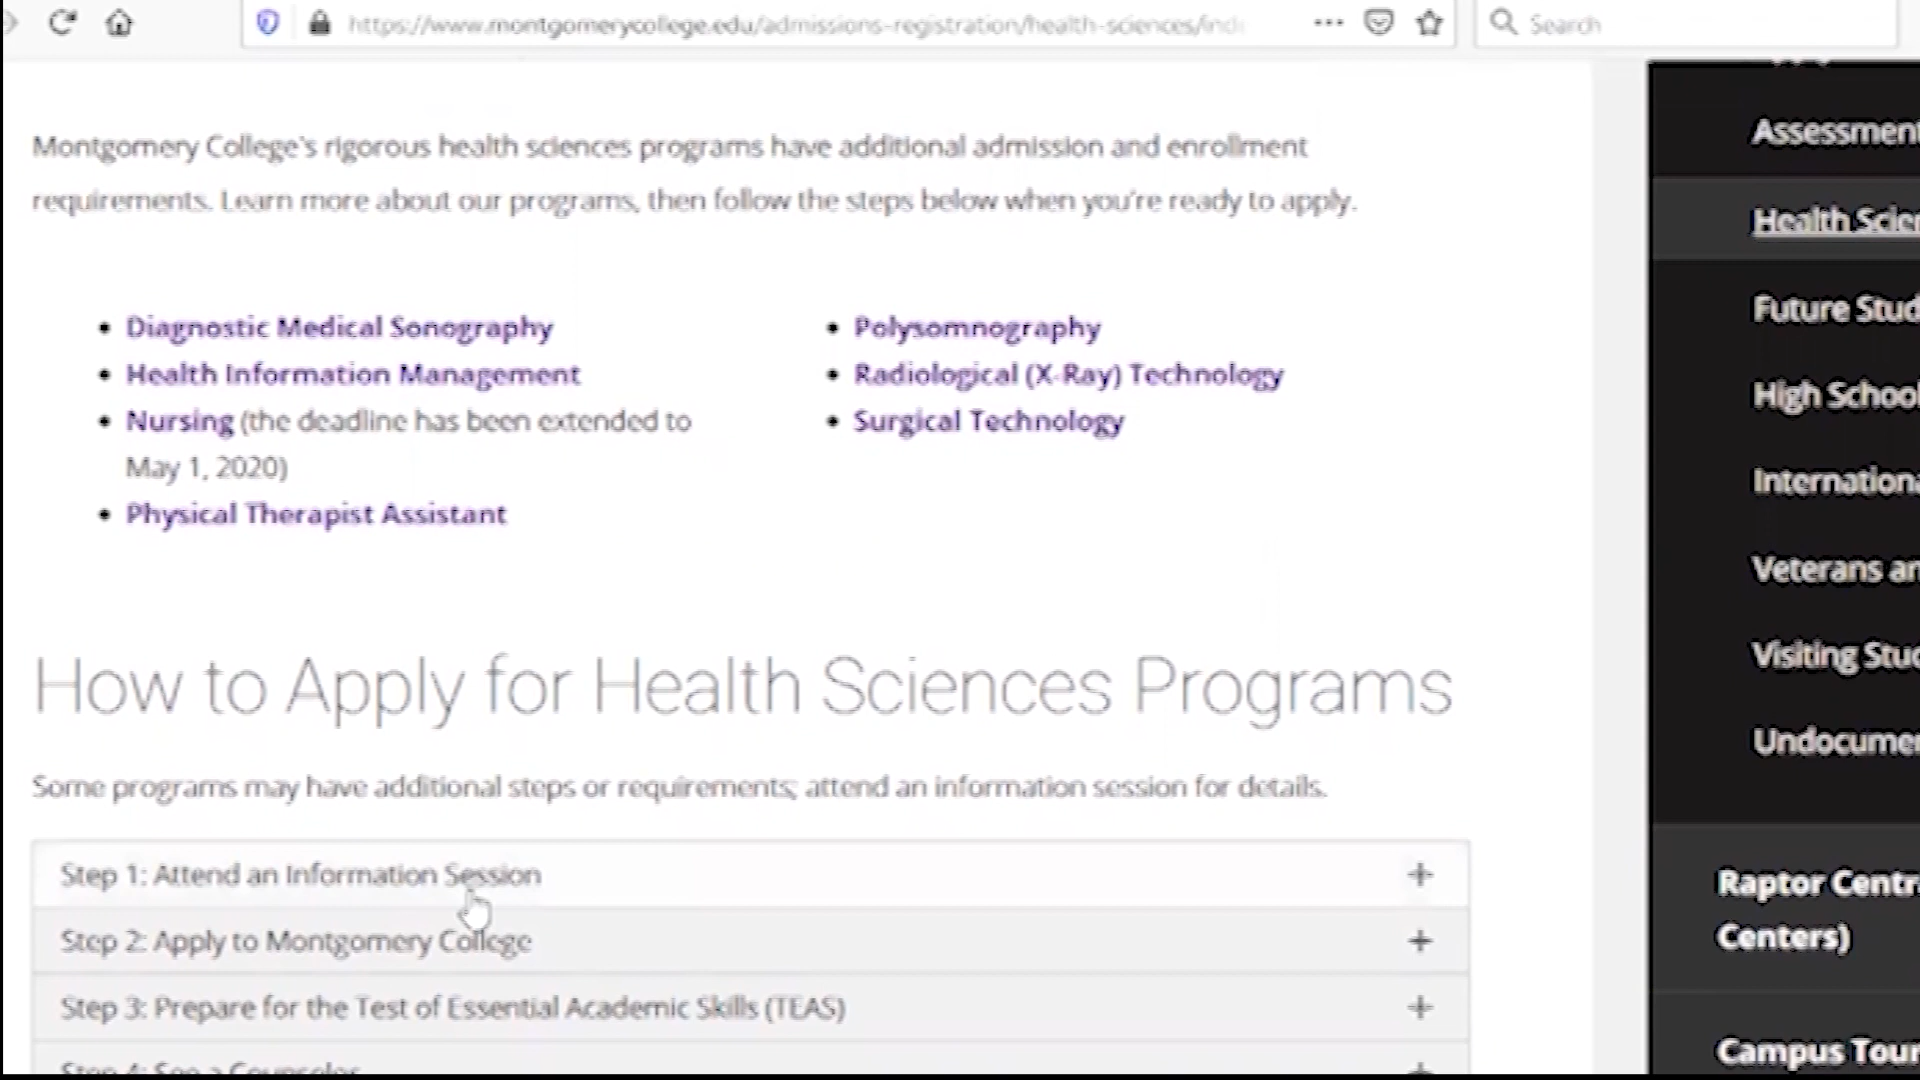 https://www.montgomerycollege.edu/admissions-registration/health-sciences/ind
Search
Montgomery College's rigorous health sciences programs have additional admission and enrollment
requirements. Learn more about our programs, then follow the steps below when you're ready to apply.
Diagnostic Medical Sonography
Health Information Management
Nursing (the deadline has been extended to
May 1, 2020)
Physical Therapist Assistant
Polysomnography
Radiological (X-Ray) Technology
Surgical Technology
How to Apply for Health Sciences Programs
Some programs may have additional steps or requirements; attend an information session for details.
Step 1: Attend an Information Session
Step 2: Apply to Montgomery College
Step 3: Prepare for the Test of Essential Academic Skills (TEAS)
Step 4: See a Counselor
Assessment
Health Scien
Future Stud
High School
Internationa
Veterans an
Visiting Stud
Undocumen
Raptor Centra
Centers)
Campus Tour